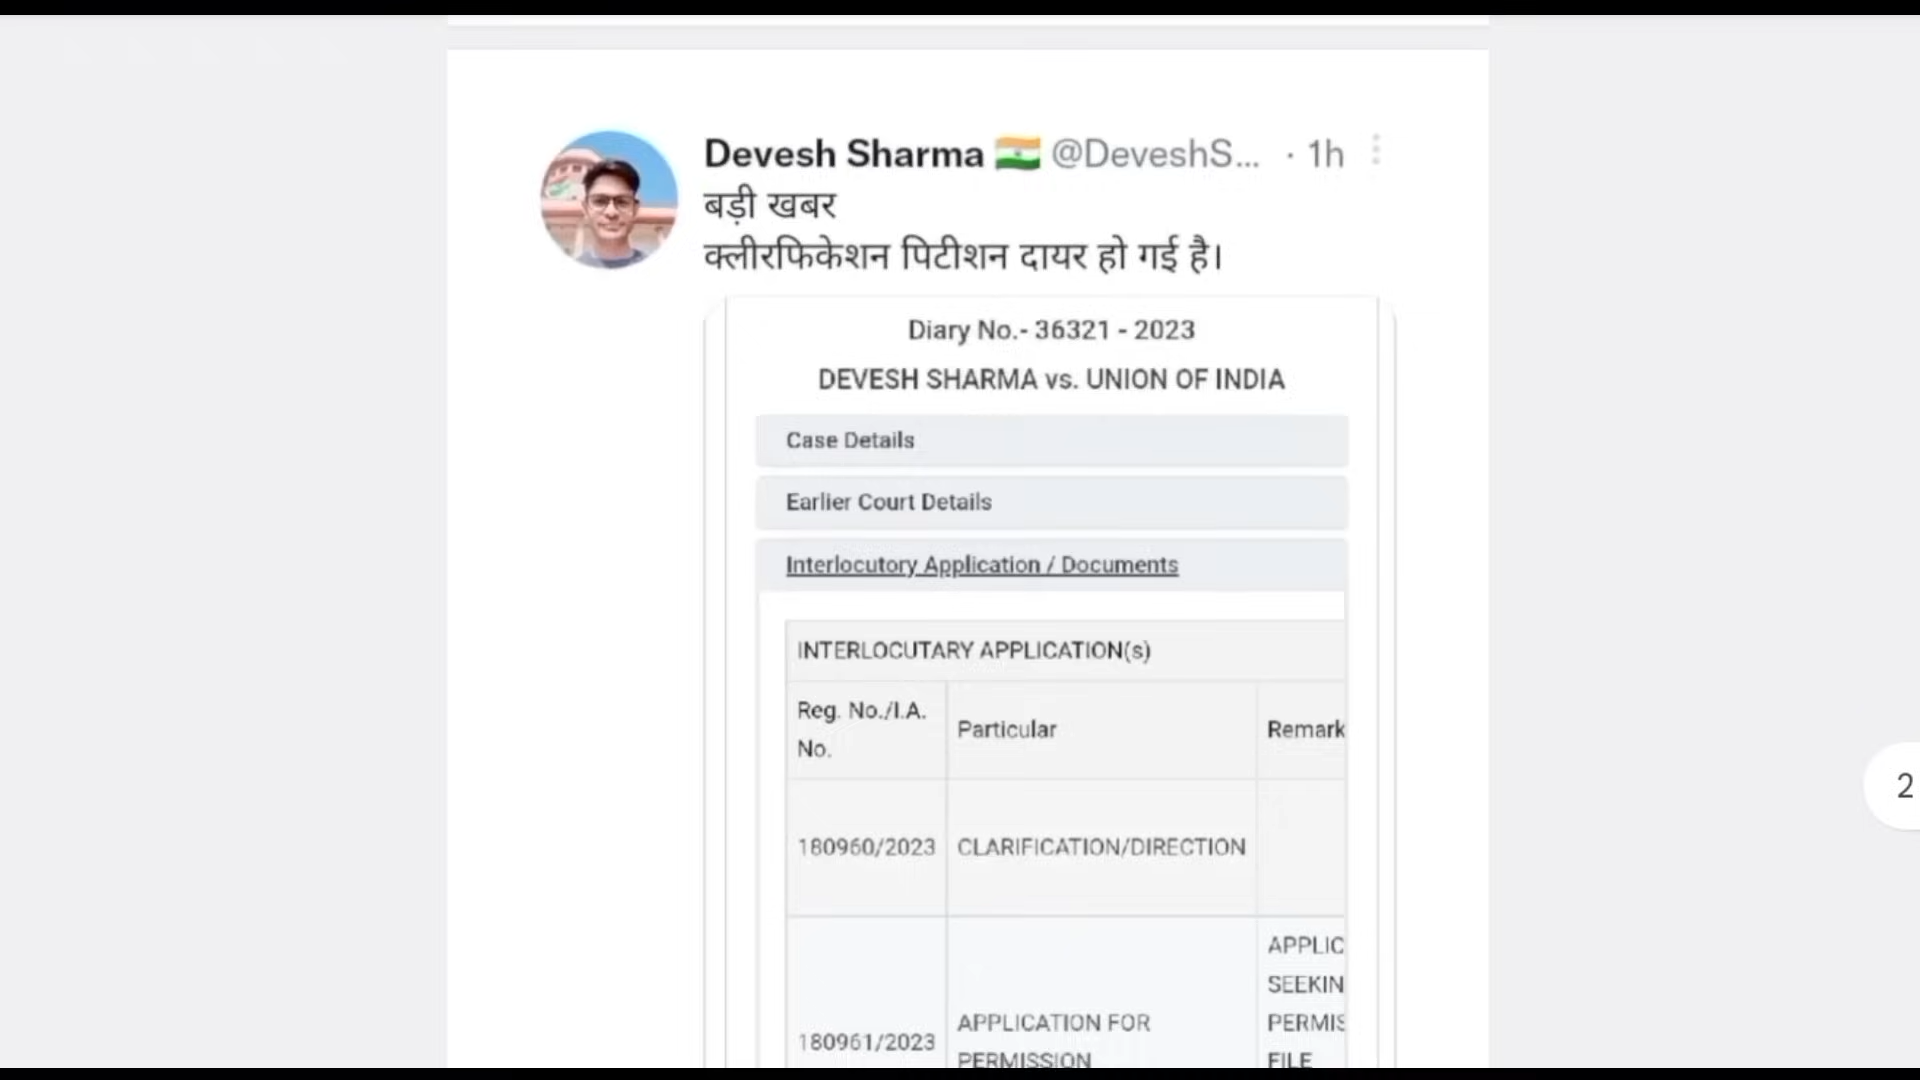 Devesh Sharma 🇮🇳 @DeveshS... · 1h
बड़ी खबर
क्लीरफिकेशन पिटीशन दायर हो गई है।
Diary No.- 36321 - 2023
DEVESH SHARMA vs. UNION OF INDIA
Case Details
Earlier Court Details
Interlocutory Application / Documents
INTERLOCUTARY APPLICATION(s)
Reg. No./I.A. No.
Particular
Remark
180960/2023
CLARIFICATION/DIRECTION
180961/2023
APPLICATION FOR
PERMISSION
APPLIC
SEEKIN
PERMIS
FILE
2